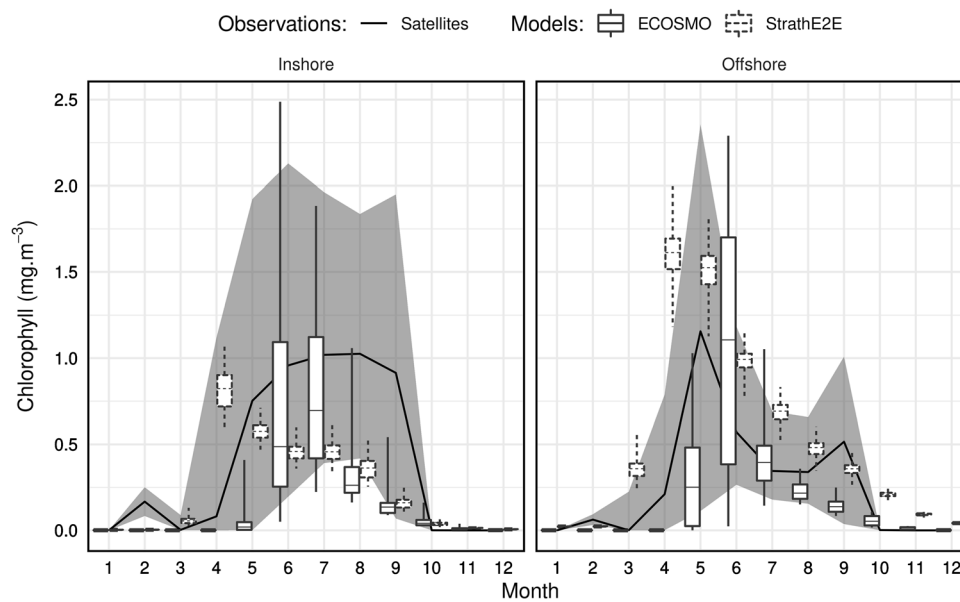 Observations: Satellites Models: ECOSMO StrathE2E
Inshore Offshore
Chlorophyll (mg.m⁻³)
2.5
2.0
1.5
1.0
0.5
0.0
1 2 3 4 5 6 7 8 9 10 11 12 1 2 3 4 5 6 7 8 9 10 11 12
Month